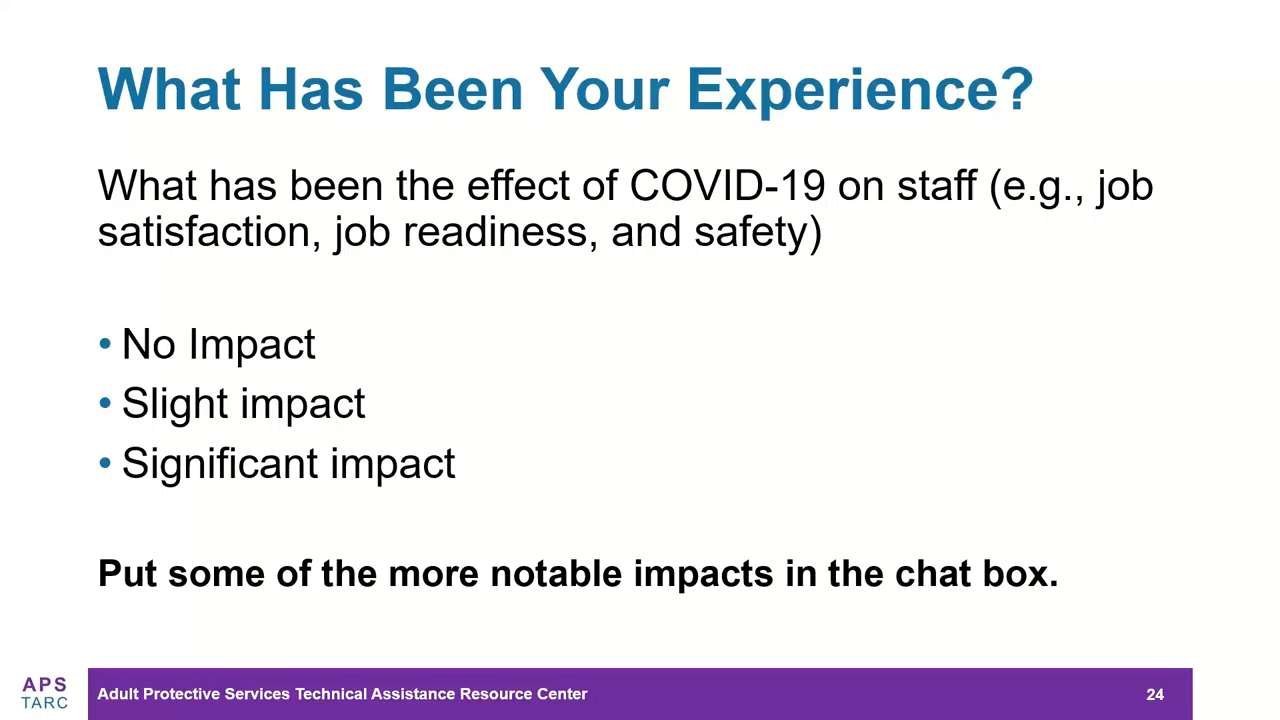 What Has Been Your Experience?
What has been the effect of COVID-19 on staff (e.g., job
satisfaction, job readiness, and safety)
• No Impact
• Slight impact
• Significant impact
Put some of the more notable impacts in the chat box.
APS
TARC
Adult Protective Services Technical Assistance Resource Center
24